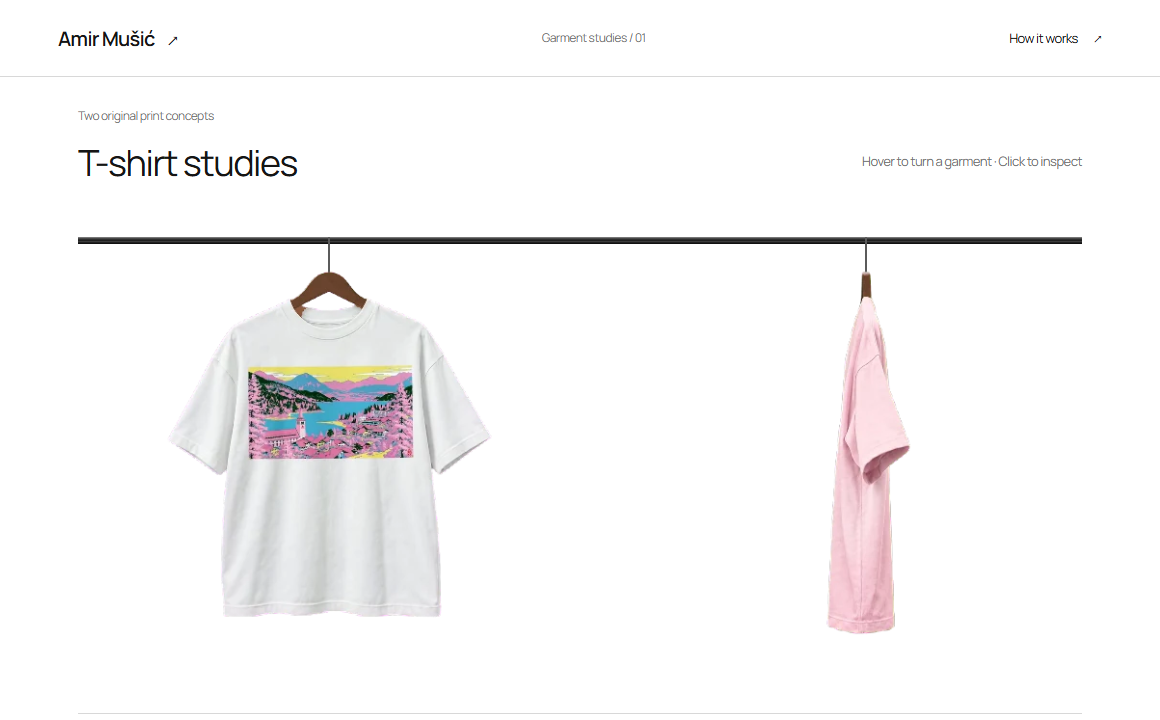 Amir Mušić ↗
Garment studies / 01
How it works ↗
Two original print concepts
T-shirt studies
Hover to turn a garment · Click to inspect